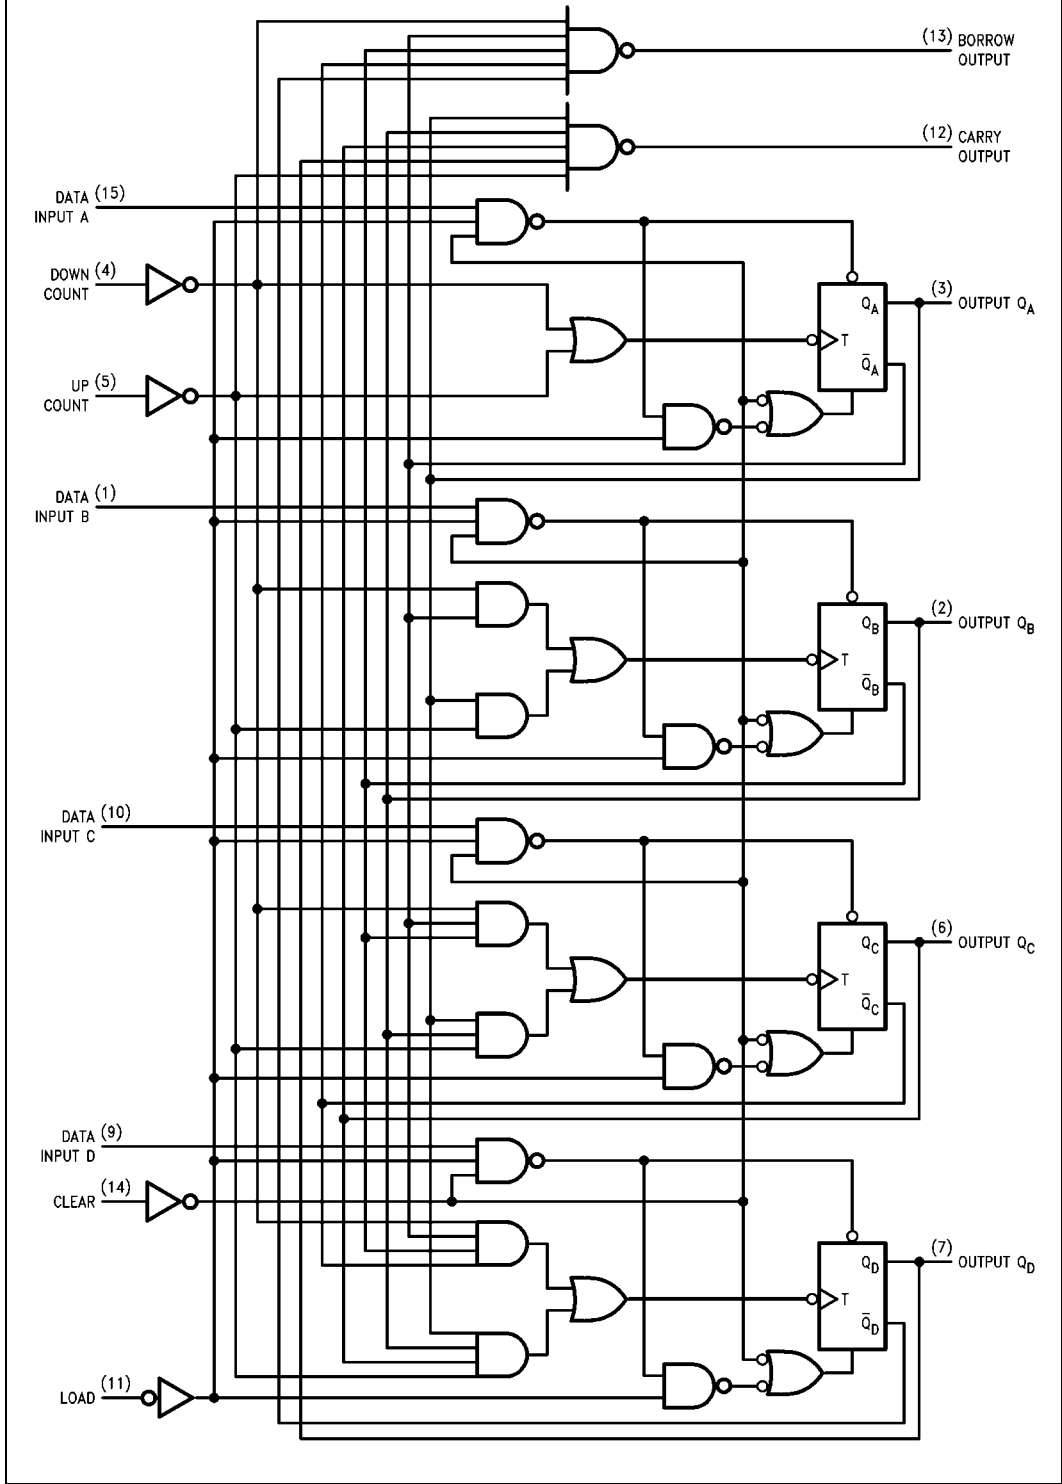 (13) BORROW
OUTPUT
(12) CARRY
OUTPUT
DATA (15)
INPUT A
DOWN (4)
COUNT
Q_A
(3) OUTPUT Q_A
T
Q̅_A
UP (5)
COUNT
DATA (1)
INPUT B
Q_B
(2) OUTPUT Q_B
T
Q̅_B
DATA (10)
INPUT C
Q_C
(6) OUTPUT Q_C
T
Q̅_C
DATA (9)
INPUT D
CLEAR (14)
Q_D
(7) OUTPUT Q_D
T
Q̅_D
LOAD (11)